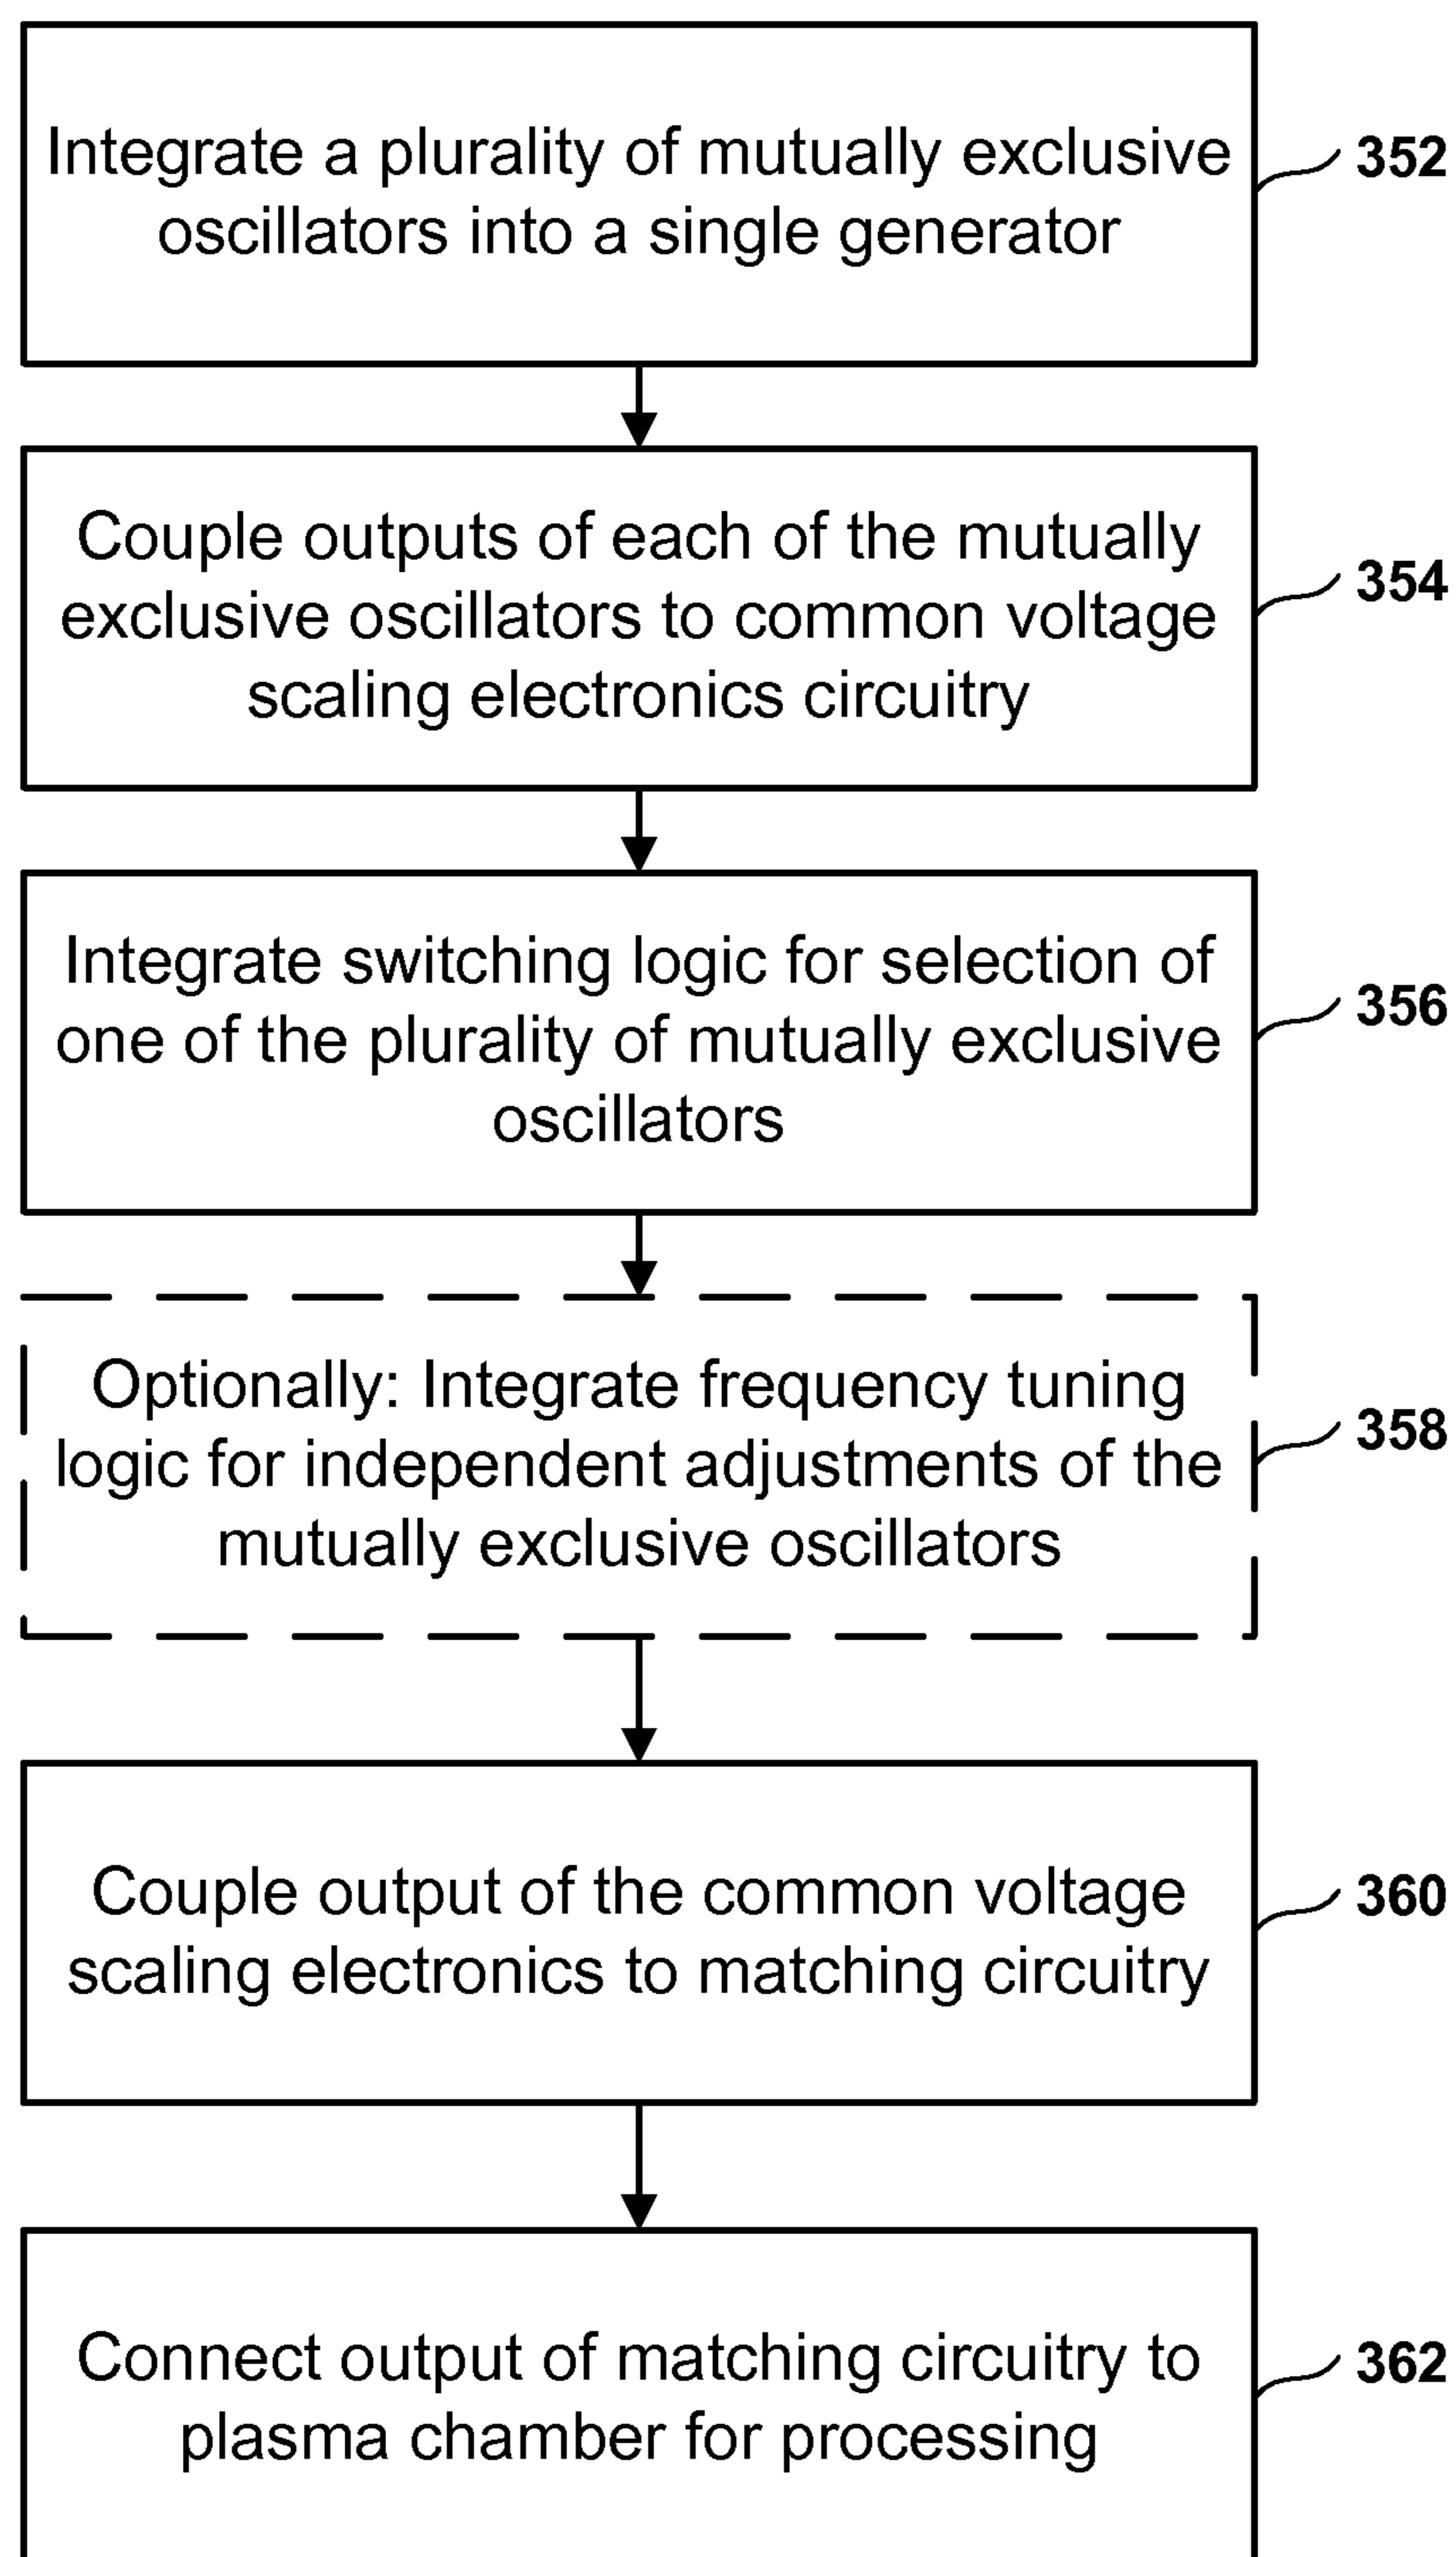 Integrate a plurality of mutually exclusive
oscillators into a single generator
352
Couple outputs of each of the mutually
exclusive oscillators to common voltage
scaling electronics circuitry
354
Integrate switching logic for selection of
one of the plurality of mutually exclusive
oscillators
356
Optionally: Integrate frequency tuning
logic for independent adjustments of the
mutually exclusive oscillators
358
Couple output of the common voltage
scaling electronics to matching circuitry
360
Connect output of matching circuitry to
plasma chamber for processing
362